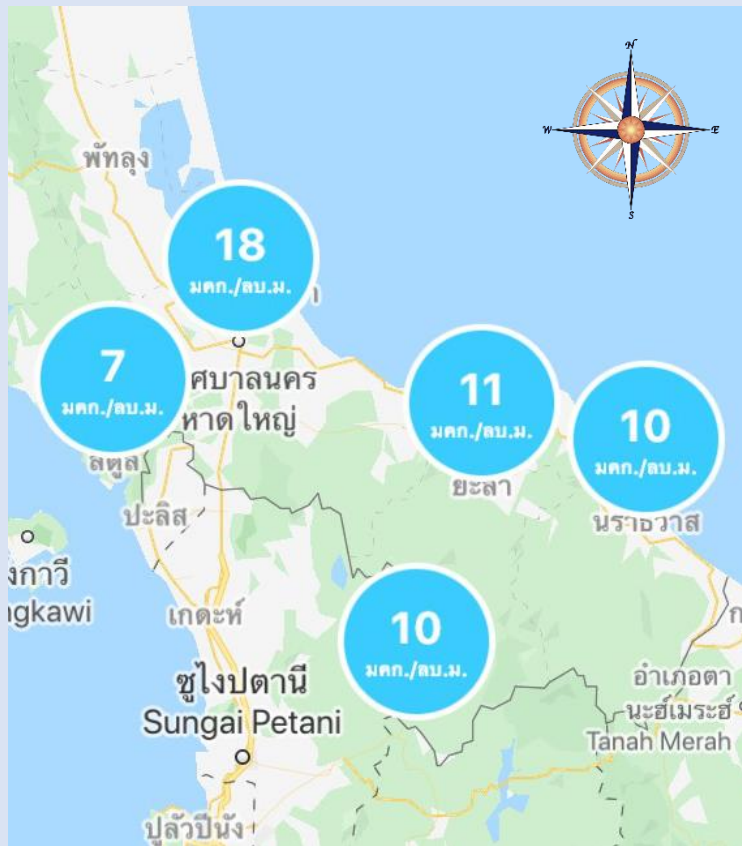 N
W
E
S
พัทลุง
18
มคก./ลบ.ม.
7
มคก./ลบ.ม.
ศบาลนคร
หาดใหญ่
11
มคก./ลบ.ม.
10
มคก./ลบ.ม.
สตูล
ยะลา
ปะลิส
นราธิวาส
งกาวี
ngkawi
เกดะห์
10
มคก./ลบ.ม.
ซูไงปตานี
Sungai Petani
อำเภอตา
นะฮ์เมระฮ์
Tanah Merah
ปูลัวปีนัง